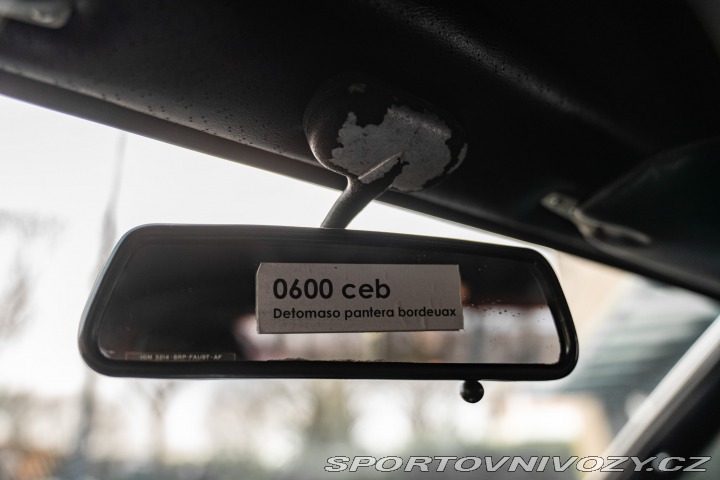 0600 ceb
Detomaso pantera bordeuax
SPORTOVNIVOZY.CZ